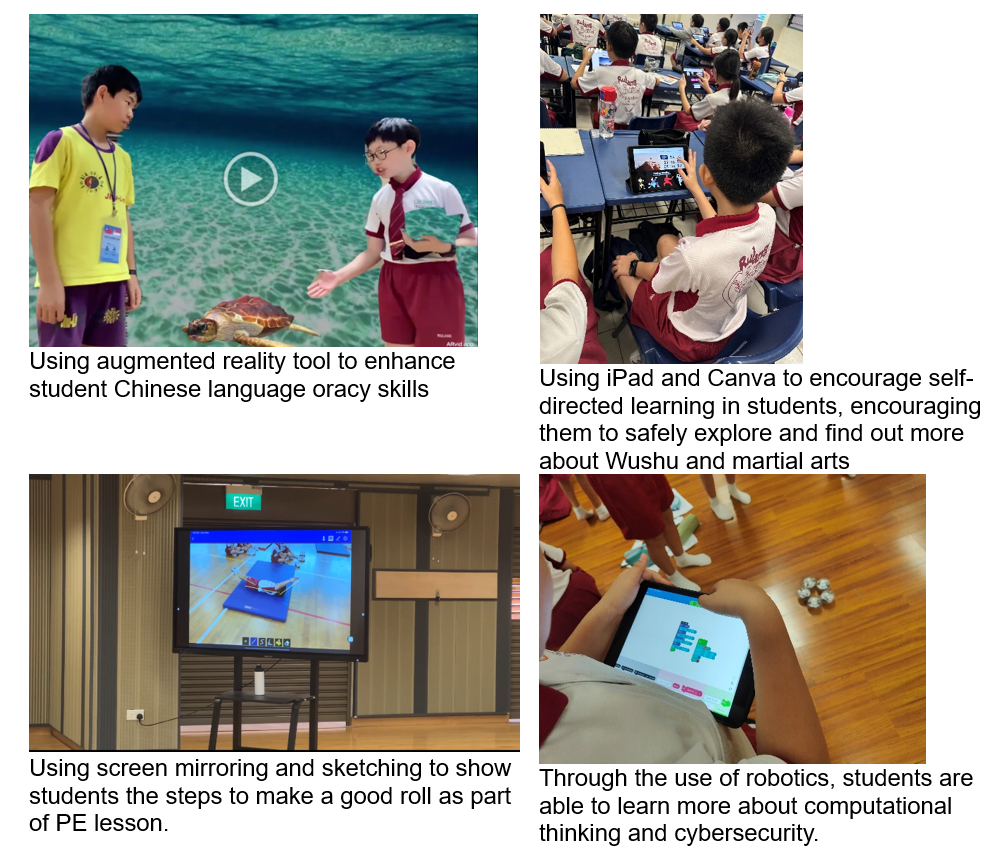 Using augmented reality tool to enhance
student Chinese language oracy skills
Using iPad and Canva to encourage self-
directed learning in students, encouraging
them to safely explore and find out more
about Wushu and martial arts
EXIT
Using screen mirroring and sketching to show
students the steps to make a good roll as part
of PE lesson.
Through the use of robotics, students are
able to learn more about computational
thinking and cybersecurity.